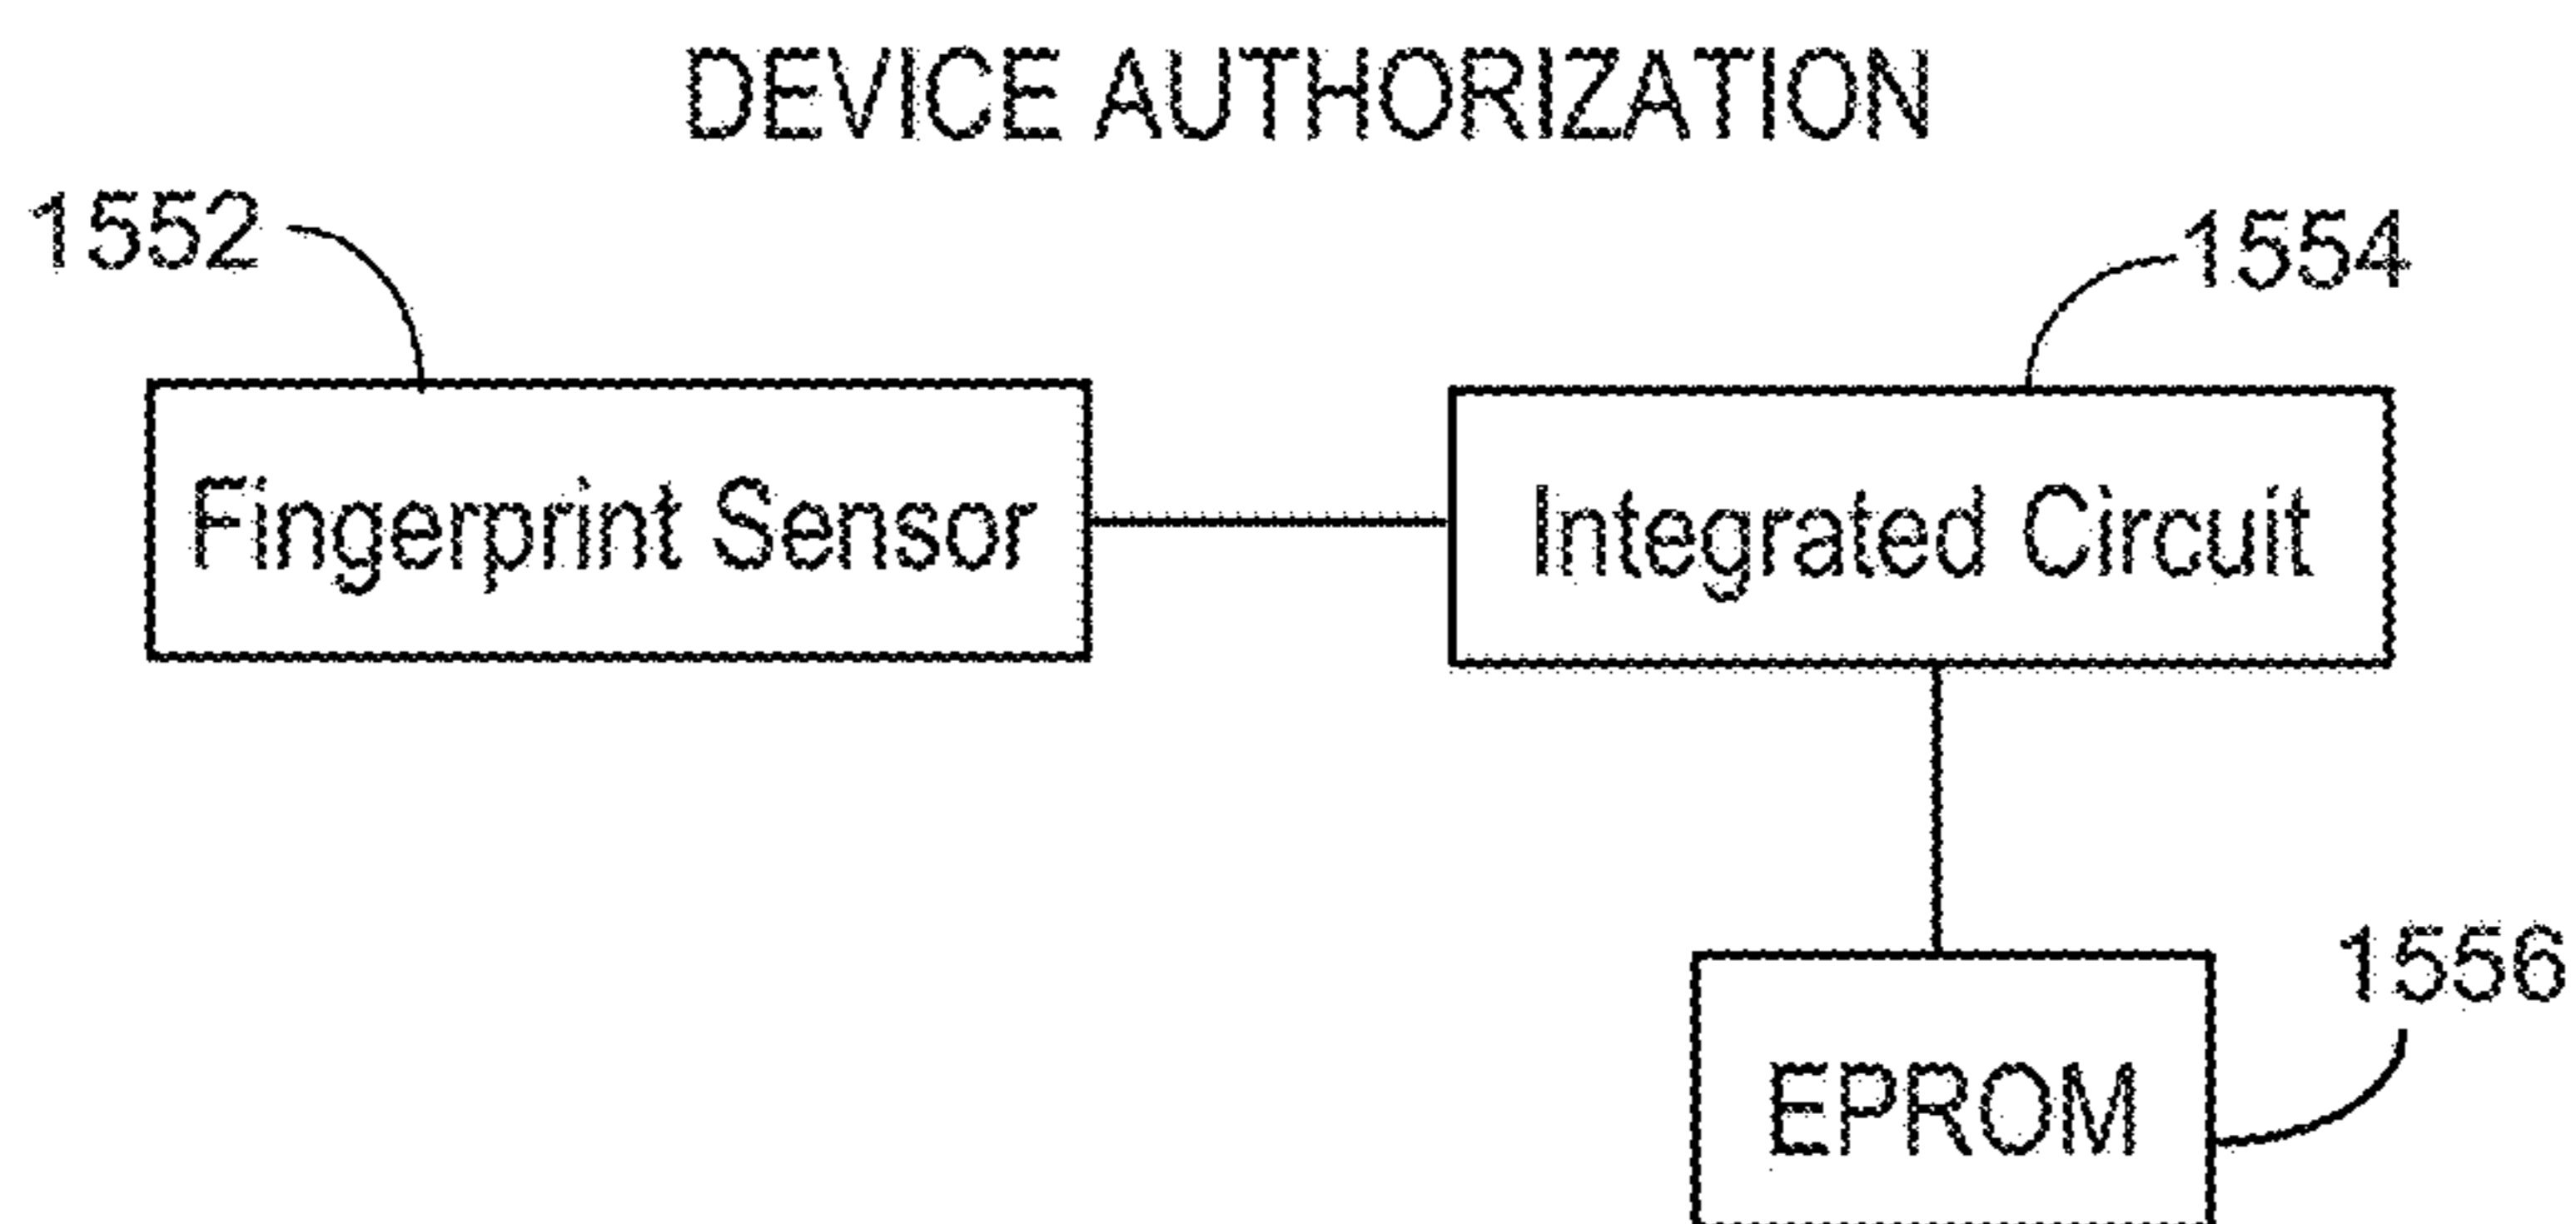 DEVICE AUTHORIZATION
1552
1554
Fingerprint Sensor
Integrated Circuit
1556
EPROM